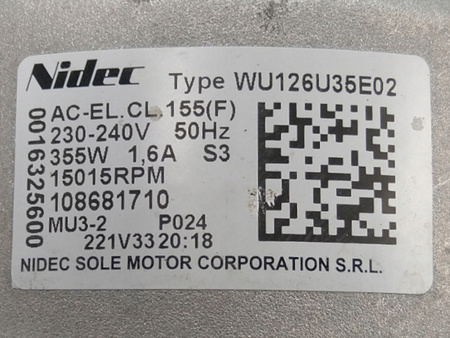 Nidec Type WU126U35E02
AC-EL.CL.155(F)
230-240V 50Hz
355W 1,6A S3
15015RPM
108681710
MU3-2 P024
221V33 20:18
NIDEC SOLE MOTOR CORPORATION S.R.L.
0016325600